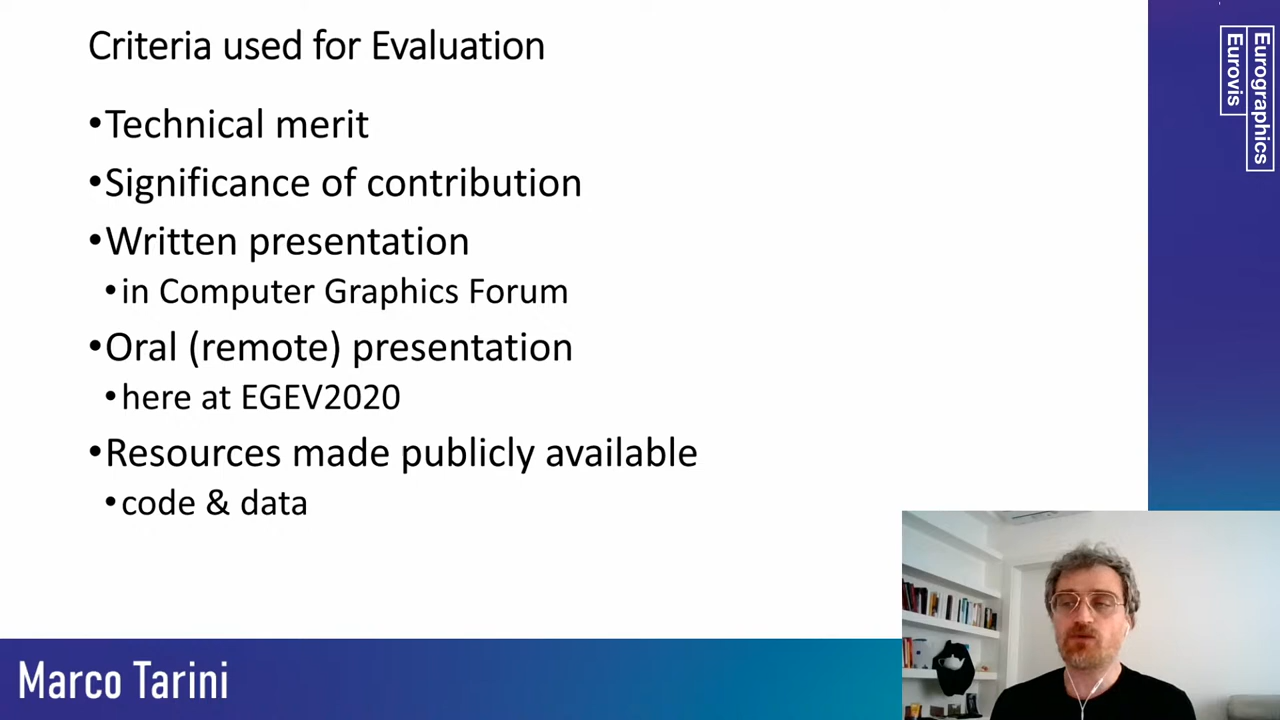 Criteria used for Evaluation
•Technical merit
•Significance of contribution
•Written presentation
•in Computer Graphics Forum
•Oral (remote) presentation
•here at EGEV2020
•Resources made publicly available
•code & data
Eurographics
Eurovis
Marco Tarini